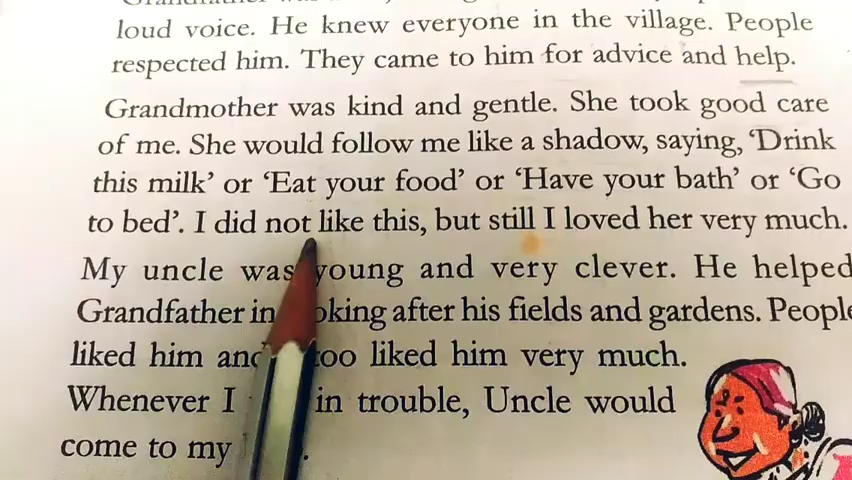 loud voice. He knew everyone in the village. People
respected him. They came to him for advice and help.
Grandmother was kind and gentle. She took good care
of me. She would follow me like a shadow, saying, ‘Drink
this milk’ or ‘Eat your food’ or ‘Have your bath’ or ‘Go
to bed’. I did not like this, but still I loved her very much.
My uncle was young and very clever. He helped
Grandfather in after his fields and gardens. People
liked him too liked him very much.
Whenever I in trouble, Uncle would
come to my